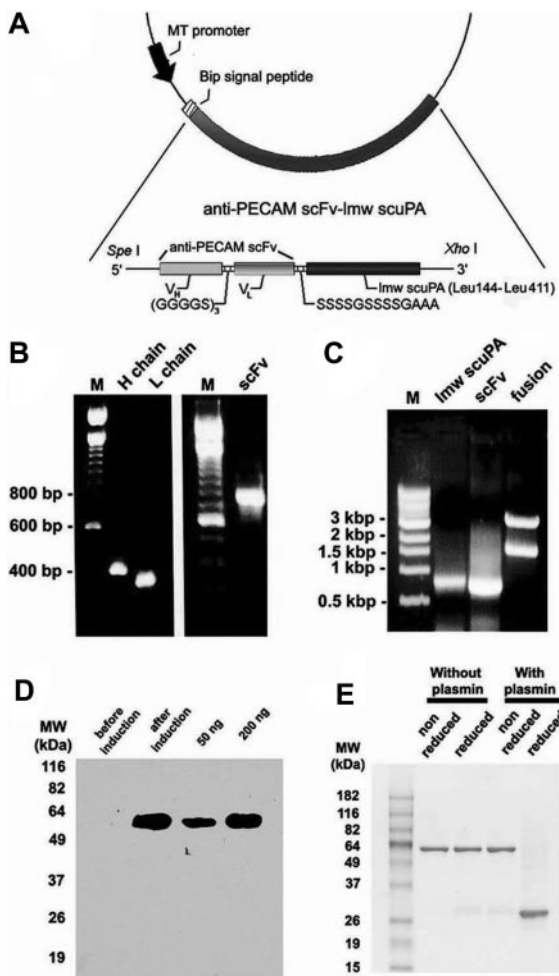 A
MT promoter
Bip signal peptide
anti-PECAM scFv-lmw scuPA
Spe I
anti-PECAM scFv
Xho I
5'
3'
VH
VL
lmw scuPA (Leu144-Leu411)
(GGGGS)3
SSSSGSSSSGAAA
B
M
H chain
L chain
M
scFv
800 bp -
600 bp -
400 bp -
C
M
lmw scuPA
scFv
fusion
3 kbp -
2 kbp -
1.5 kbp -
1 kbp -
0.5 kbp -
D
before induction
after induction
50 ng
200 ng
MW
(kDa)
116
82
64
49
37
26
19
E
Without plasmin
With plasmin
non reduced
reduced
non reduced
reduced
MW
(kDa)
182
116
82
64
49
37
26
19
15